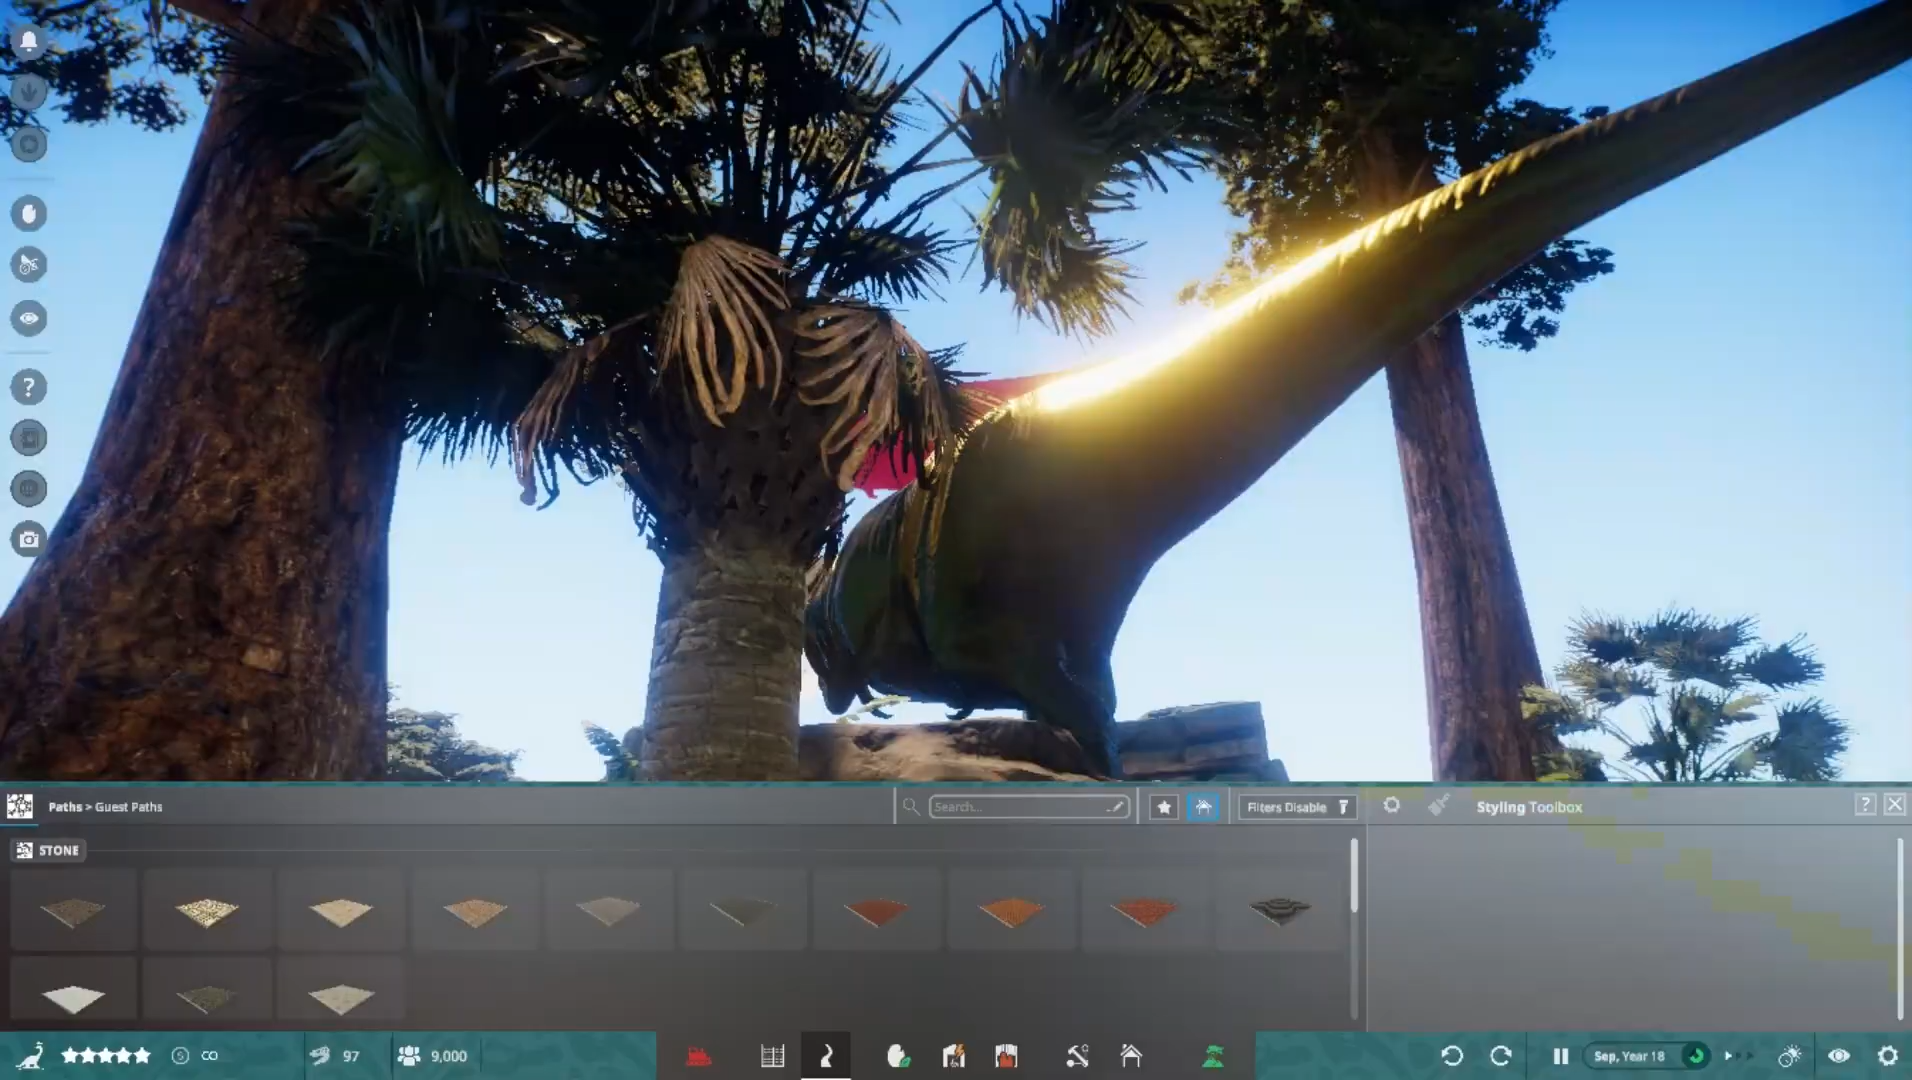 ?
Paths > Guest Paths
Search...
Filters Disable
Styling Toolbox
?
STONE
97
9,000
Sep, Year 18